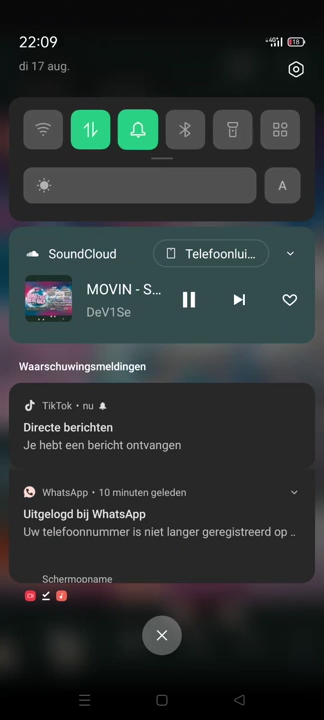 22:09
4G+
18
di 17 aug.
A
SoundCloud
Telefoonlui...
MOVIN - S...
DeV1Se
Waarschuwingsmeldingen
TikTok • nu
Directe berichten
Je hebt een bericht ontvangen
WhatsApp • 10 minuten geleden
Uitgelogd bij WhatsApp
Uw telefoonnummer is niet langer geregistreerd op ..
Schermopname